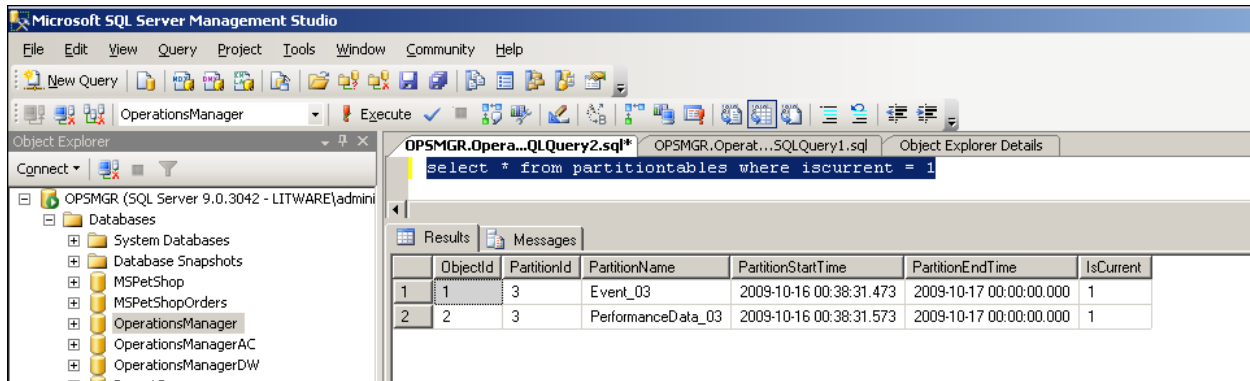 Microsoft SQL Server Management Studio
File Edit View Query Project Tools Window Community Help
New Query
OperationsManager Execute
Object Explorer
OPSMGR.Opera...QLQuery2.sql* OPSMGR.Operat...SQLQuery1.sql Object Explorer Details
Connect
select * from partitiontables where iscurrent = 1
OPSMGR (SQL Server 9.0.3042 - LITWARE\admini
Databases
System Databases
Database Snapshots
MSPetShop
MSPetShopOrders
OperationsManager
OperationsManagerAC
OperationsManagerDW
Results Messages
ObjectId PartitionId PartitionName PartitionStartTime PartitionEndTime IsCurrent
1 1 3 Event_03 2009-10-16 00:38:31.473 2009-10-17 00:00:00.000 1
2 2 3 PerformanceData_03 2009-10-16 00:38:31.573 2009-10-17 00:00:00.000 1